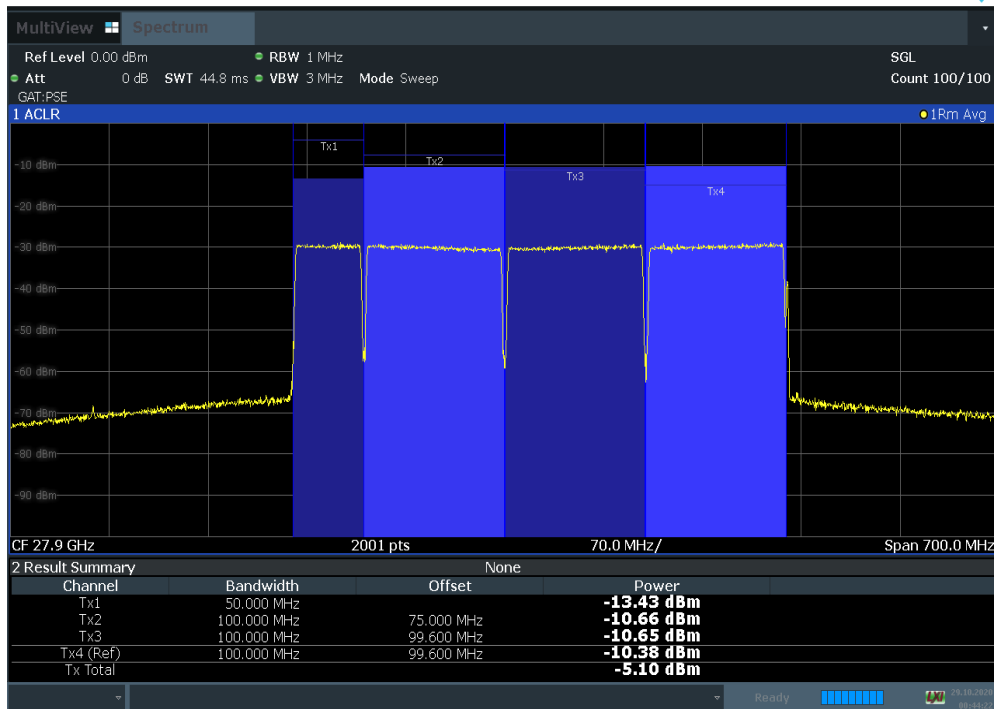 MultiView Spectrum
Ref Level 0.00 dBm RBW 1 MHz SGL
Att 0 dB SWT 44.8 ms VBW 3 MHz Mode Sweep Count 100/100
GAT:PSE
1 ACLR 1Rm Avg
Tx1
Tx2
Tx3
Tx4
-10 dBm
-20 dBm
-30 dBm
-40 dBm
-50 dBm
-60 dBm
-70 dBm
-80 dBm
-90 dBm
CF 27.9 GHz 2001 pts 70.0 MHz/ Span 700.0 MHz
2 Result Summary None
Channel Bandwidth Offset Power
Tx1 50.000 MHz -13.43 dBm
Tx2 100.000 MHz 75.000 MHz -10.66 dBm
Tx3 100.000 MHz 99.600 MHz -10.65 dBm
Tx4 (Ref) 100.000 MHz 99.600 MHz -10.38 dBm
Tx Total -5.10 dBm
Ready LXI 29.10.2020